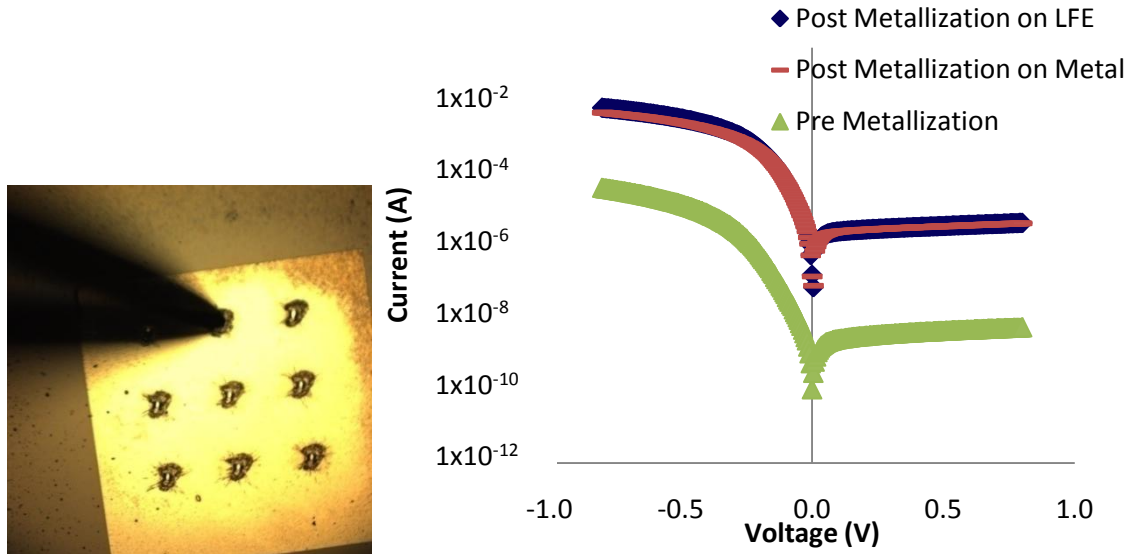 Post Metallization on LFE
Post Metallization on Metal
Pre Metallization
1x10-2
1x10-4
1x10-6
1x10-8
1x10-10
1x10-12
Current (A)
-1.0 -0.5 0.0 0.5 1.0
Voltage (V)